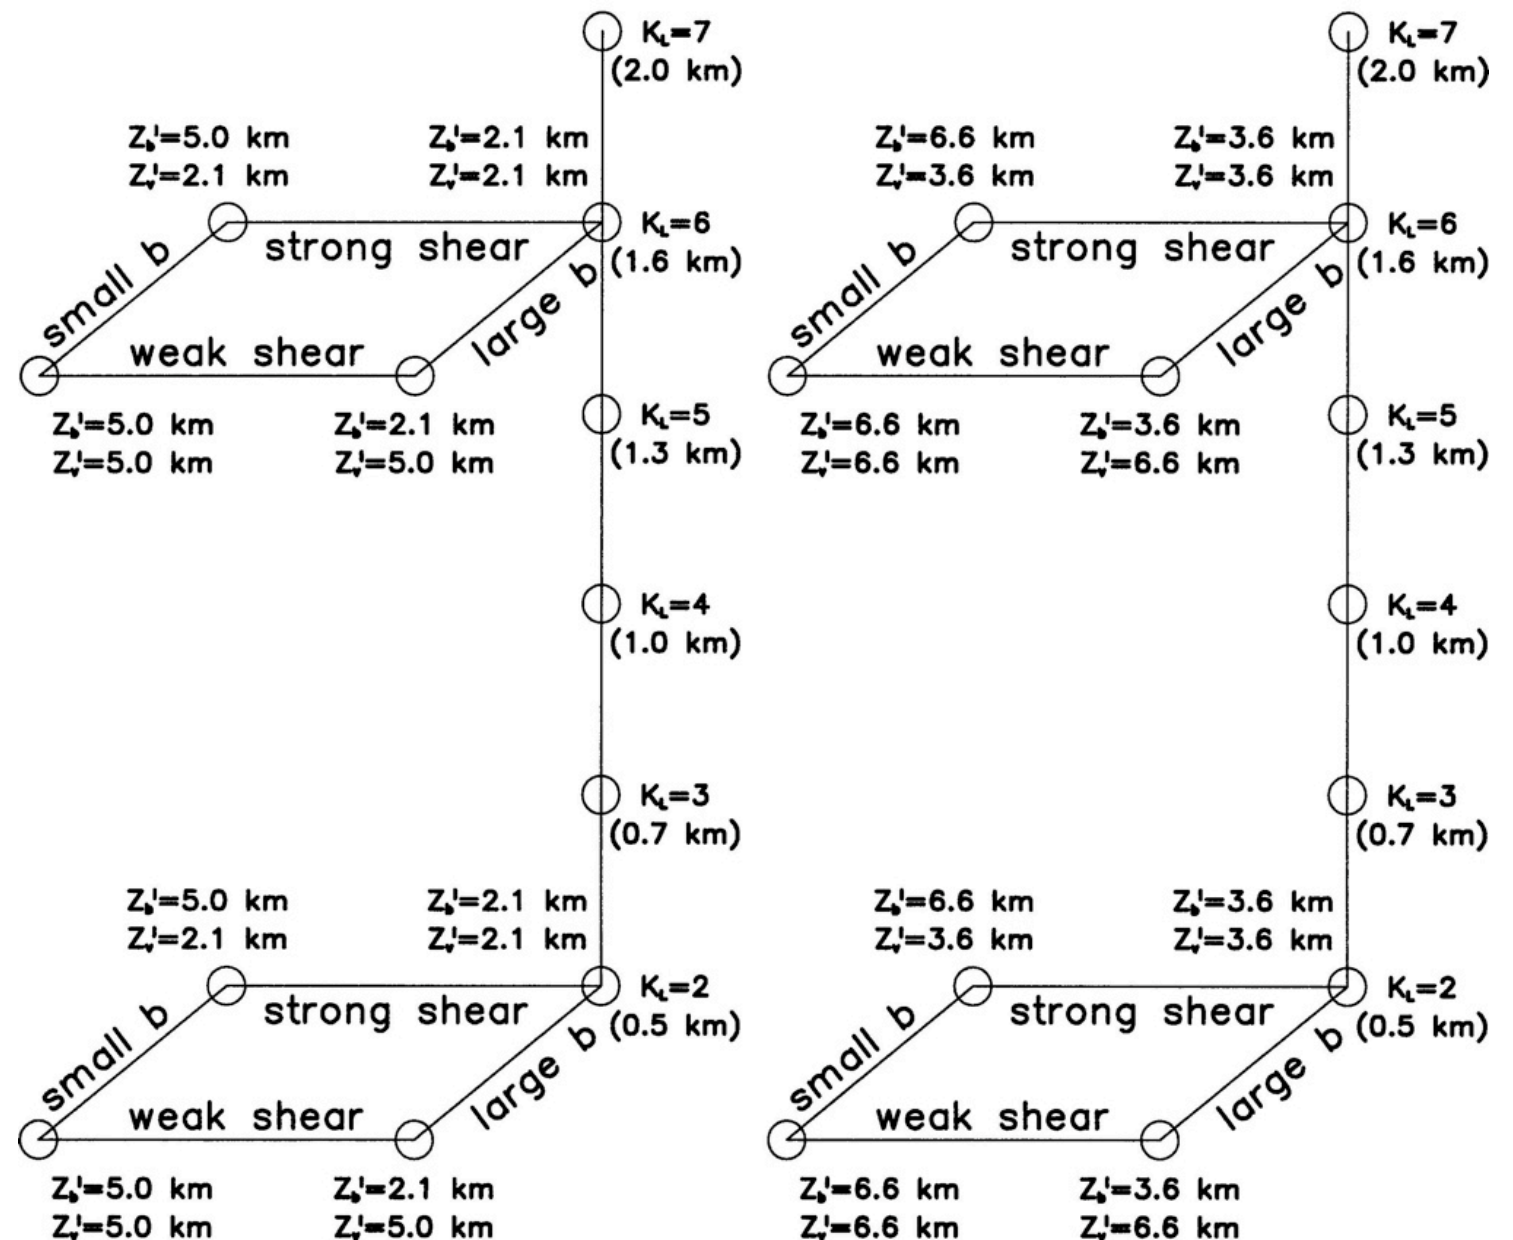 K_L=7
(2.0 km)
Z_b'=5.0 km
Z_v'=2.1 km
Z_b'=2.1 km
Z_v'=2.1 km
K_L=6
(1.6 km)
strong shear
small b
large b
weak shear
Z_b'=5.0 km
Z_v'=5.0 km
Z_b'=2.1 km
Z_v'=5.0 km
K_L=5
(1.3 km)
K_L=4
(1.0 km)
K_L=3
(0.7 km)
Z_b'=5.0 km
Z_v'=2.1 km
Z_b'=2.1 km
Z_v'=2.1 km
K_L=2
(0.5 km)
strong shear
small b
large b
weak shear
Z_b'=5.0 km
Z_v'=5.0 km
Z_b'=2.1 km
Z_v'=5.0 km
K_L=7
(2.0 km)
Z_b'=6.6 km
Z_v'=3.6 km
Z_b'=3.6 km
Z_v'=3.6 km
K_L=6
(1.6 km)
strong shear
small b
large b
weak shear
Z_b'=6.6 km
Z_v'=6.6 km
Z_b'=3.6 km
Z_v'=6.6 km
K_L=5
(1.3 km)
K_L=4
(1.0 km)
K_L=3
(0.7 km)
Z_b'=6.6 km
Z_v'=3.6 km
Z_b'=3.6 km
Z_v'=3.6 km
K_L=2
(0.5 km)
strong shear
small b
large b
weak shear
Z_b'=6.6 km
Z_v'=6.6 km
Z_b'=3.6 km
Z_v'=6.6 km